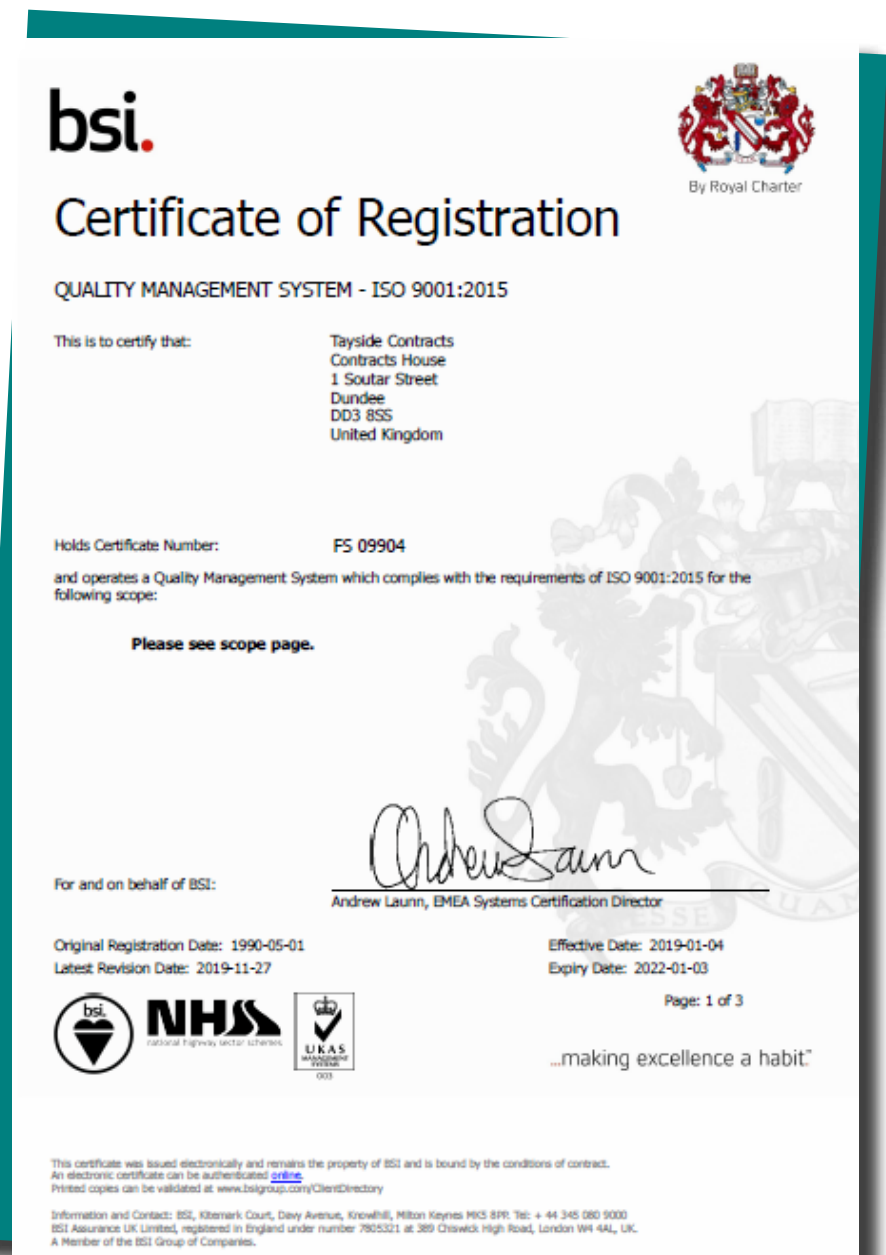 bsi.
By Royal Charter
Certificate of Registration
QUALITY MANAGEMENT SYSTEM - ISO 9001:2015
This is to certify that:
Tayside Contracts
Contracts House
1 Soutar Street
Dundee
DD3 8SS
United Kingdom
Holds Certificate Number:
FS 09904
and operates a Quality Management System which complies with the requirements of ISO 9001:2015 for the
following scope:
Please see scope page.
For and on behalf of BSI:
Andrew Launn, EMEA Systems Certification Director
Original Registration Date: 1990-05-01
Effective Date: 2019-01-04
Latest Revision Date: 2019-11-27
Expiry Date: 2022-01-03
Page: 1 of 3
bsi.
NHSS
national highway sector schemes
UKAS
MANAGEMENT
SYSTEMS
003
...making excellence a habit.™
This certificate was issued electronically and remains the property of BSI and is bound by the conditions of contract.
An electronic certificate can be authenticated online.
Printed copies can be validated at www.bsigroup.com/ClientDirectory
Information and Contact: BSI, Kitemark Court, Davy Avenue, Knowlhill, Milton Keynes MK5 8PP. Tel: + 44 345 080 9000
BSI Assurance UK Limited, registered in England under number 7805321 at 389 Chiswick High Road, London W4 4AL, UK.
A Member of the BSI Group of Companies.